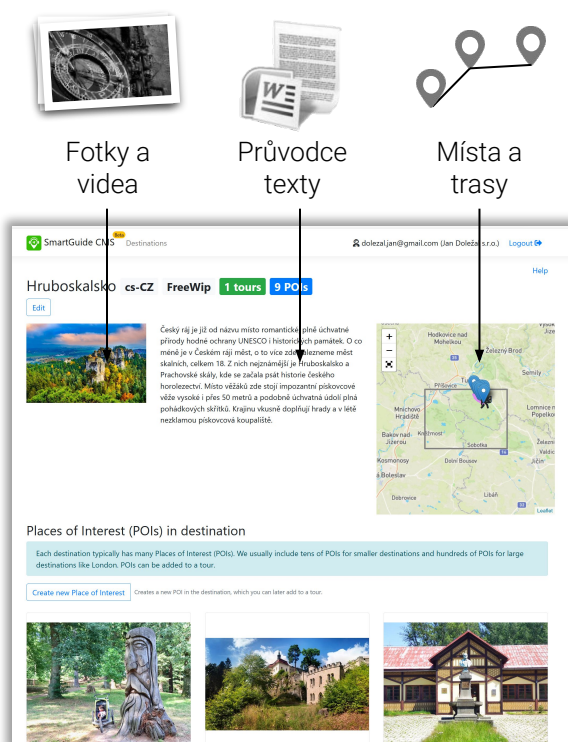 Fotky a
videa
Průvodce
texty
Místa a
trasy
SmartGuide CMS Beta Destinations dolezal.jan@gmail.com (Jan Doležal s.r.o.) Logout
Help
Hruboskalsko cs-CZ FreeWip 1 tours 9 POIs
Edit
Český ráj je již od názvu místo romantické, plné úchvatné
přírody hodné ochrany UNESCO i historických památek. O co
méně je v Českém ráji měst, o to více zde nalezneme měst
skalních, celkem 18. Z nich nejznámější je Hruboskalsko a
Prachovské skály, kde se začala psát historie českého
horolezectví. Místo věžáků zde stojí impozantní pískovcové
věže vysoké i přes 50 metrů a podobně úchvatná údolí plná
pohádkových skřítků. Krajinu vkusně doplňují hrady a v létě
nezklamou pískovcová koupaliště.
+
−
Hodkovice nad
Mohelkou
Železný Brod
Semily
Příšovice
Mnichovo
Hradiště
Lomnice n
Popelko
Bakov nad
Jizerou
Kněžmost
Sobotka
Železn
Kosmonosy
Dolní Bousov
Jičín
á Boleslav
Libáň
Dobrovice
Leaflet
Places of Interest (POIs) in destination
Each destination typically has many Places of Interest (POIs). We usually include tens of POIs for smaller destinations and hundreds of POIs for large
destinations like London. POIs can be added to a tour.
Create new Place of Interest Creates a new POI in the destination, which you can later add to a tour.